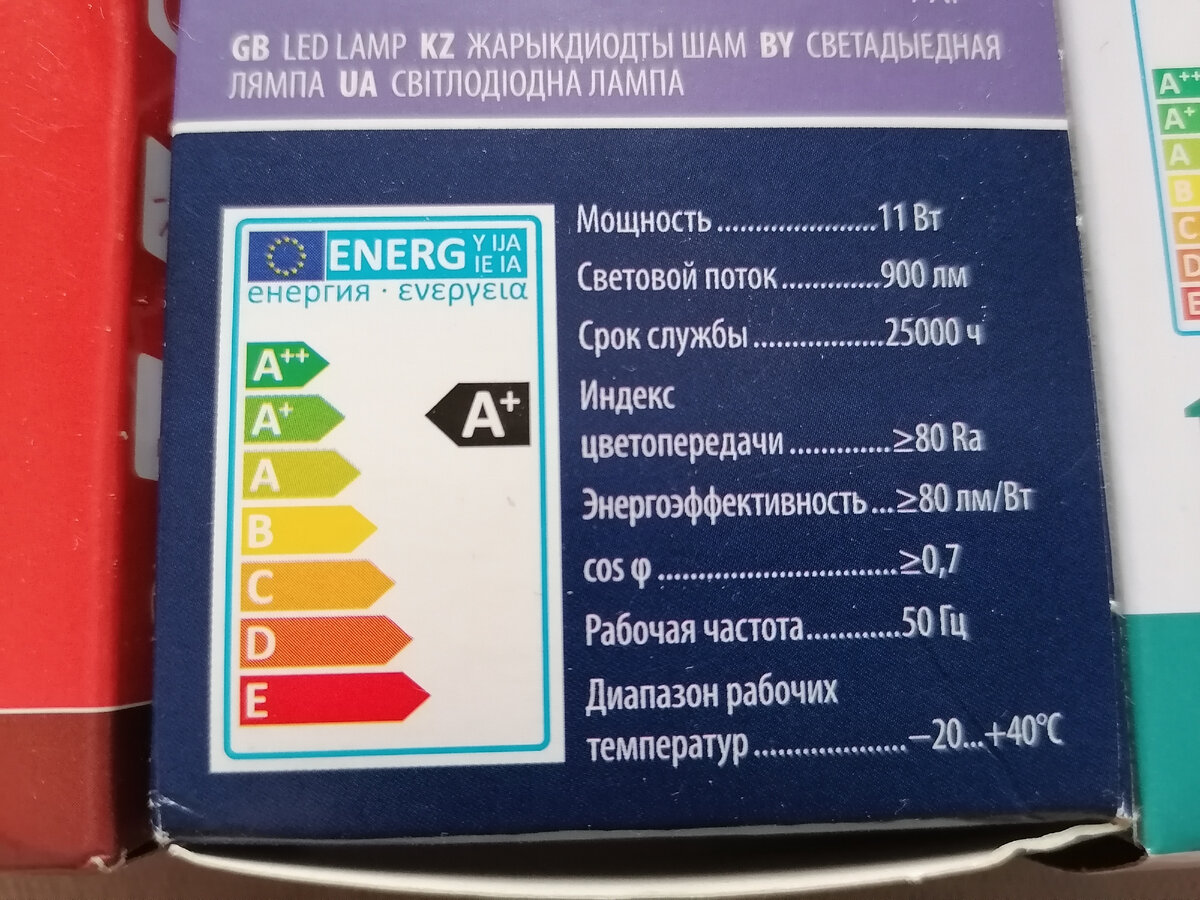 GB LED LAMP KZ ЖАРЫКДИОДТЫ ШАМ BY СВЕТАДЫЕДНАЯ
ЛЯМПА UA СВІТЛОДІОДНА ЛАМПА
ENERG Y IJA
IE IA
енергия · ενεργεια
A++
A+
A
B
C
D
E
A+
Мощность.....................11 Вт
Световой поток.............900 лм
Срок службы.................25000 ч
Индекс
цветопередачи.............≥80 Ra
Энергоэффективность...≥80 лм/Вт
cos φ...............................≥0,7
Рабочая частота............50 Гц
Диапазон рабочих
температур....................−20...+40°C
A++
A+
A
B
C
D
E